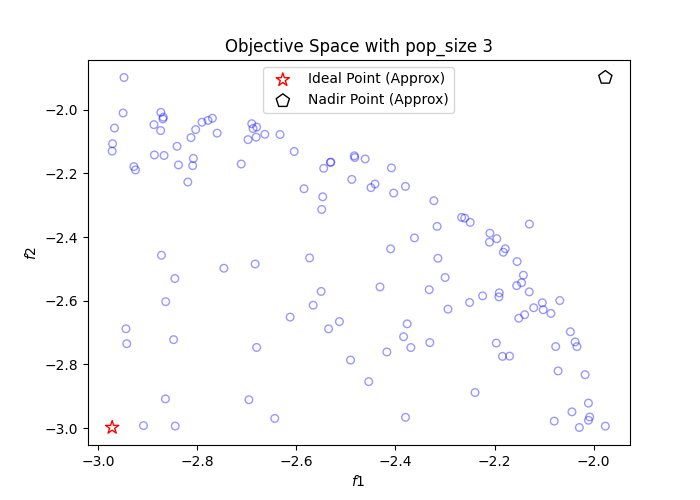 Objective Space with pop_size 3
Ideal Point (Approx)
Nadir Point (Approx)
f2
−2.0
−2.2
−2.4
−2.6
−2.8
−3.0
−3.0 −2.8 −2.6 −2.4 −2.2 −2.0
f1